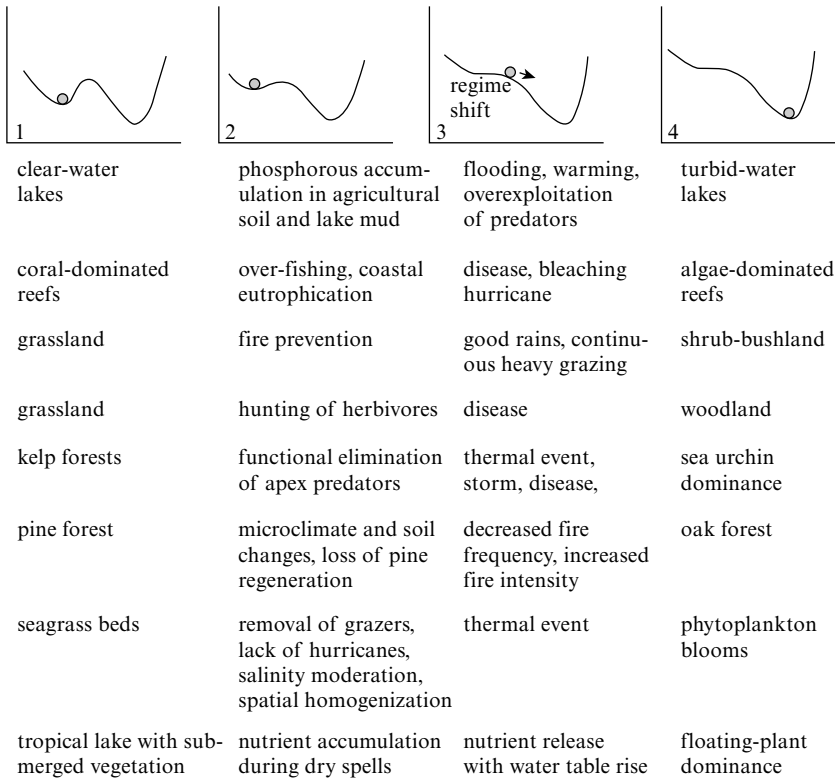 regime
shift
1
2
3
4
clear-water
lakes
phosphorous accum-
ulation in agricultural
soil and lake mud
flooding, warming,
overexploitation
of predators
turbid-water
lakes
coral-dominated
reefs
over-fishing, coastal
eutrophication
disease, bleaching
hurricane
algae-dominated
reefs
grassland
fire prevention
good rains, continu-
ous heavy grazing
shrub-bushland
grassland
hunting of herbivores
disease
woodland
kelp forests
functional elimination
of apex predators
thermal event,
storm, disease,
sea urchin
dominance
pine forest
microclimate and soil
changes, loss of pine
regeneration
decreased fire
frequency, increased
fire intensity
oak forest
seagrass beds
removal of grazers,
lack of hurricanes,
salinity moderation,
spatial homogenization
thermal event
phytoplankton
blooms
tropical lake with sub-
merged vegetation
nutrient accumulation
during dry spells
nutrient release
with water table rise
floating-plant
dominance